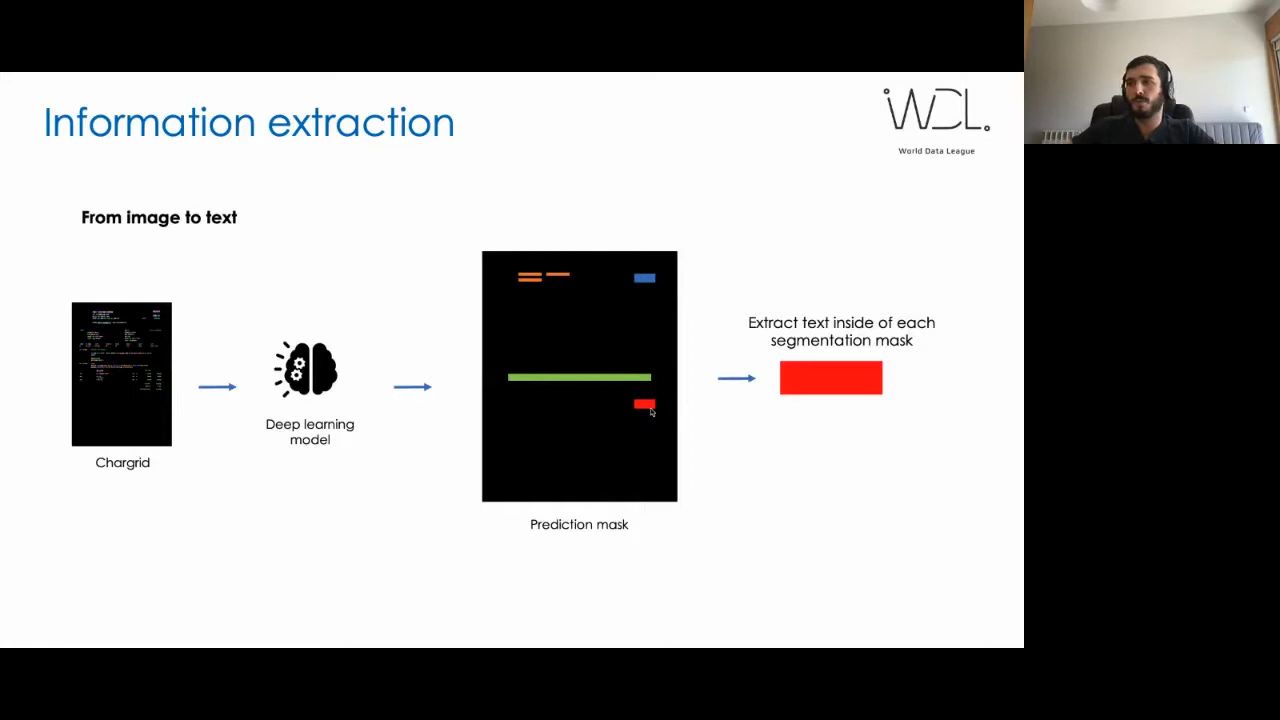 Information extraction
WDL.
World Data League
From image to text
Extract text inside of each
segmentation mask
Deep learning
model
Chargrid
Prediction mask